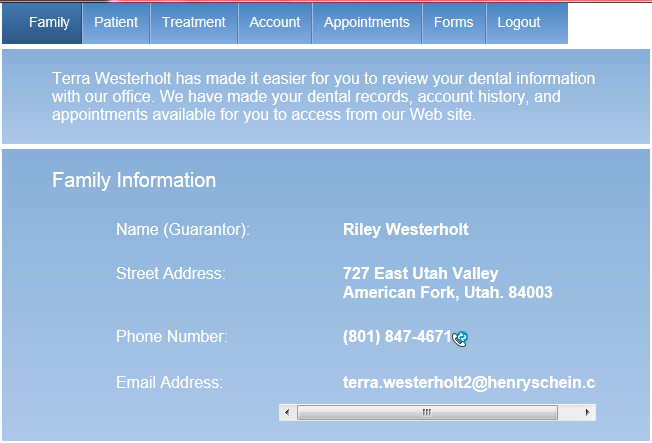 Family Patient Treatment Account Appointments Forms Logout
Terra Westerholt has made it easier for you to review your dental information
with our office. We have made your dental records, account history, and
appointments available for you to access from our Web site.
Family Information
Name (Guarantor): Riley Westerholt
Street Address: 727 East Utah Valley
American Fork, Utah. 84003
Phone Number: (801) 847-4671
Email Address: terra.westerholt2@henryschein.c